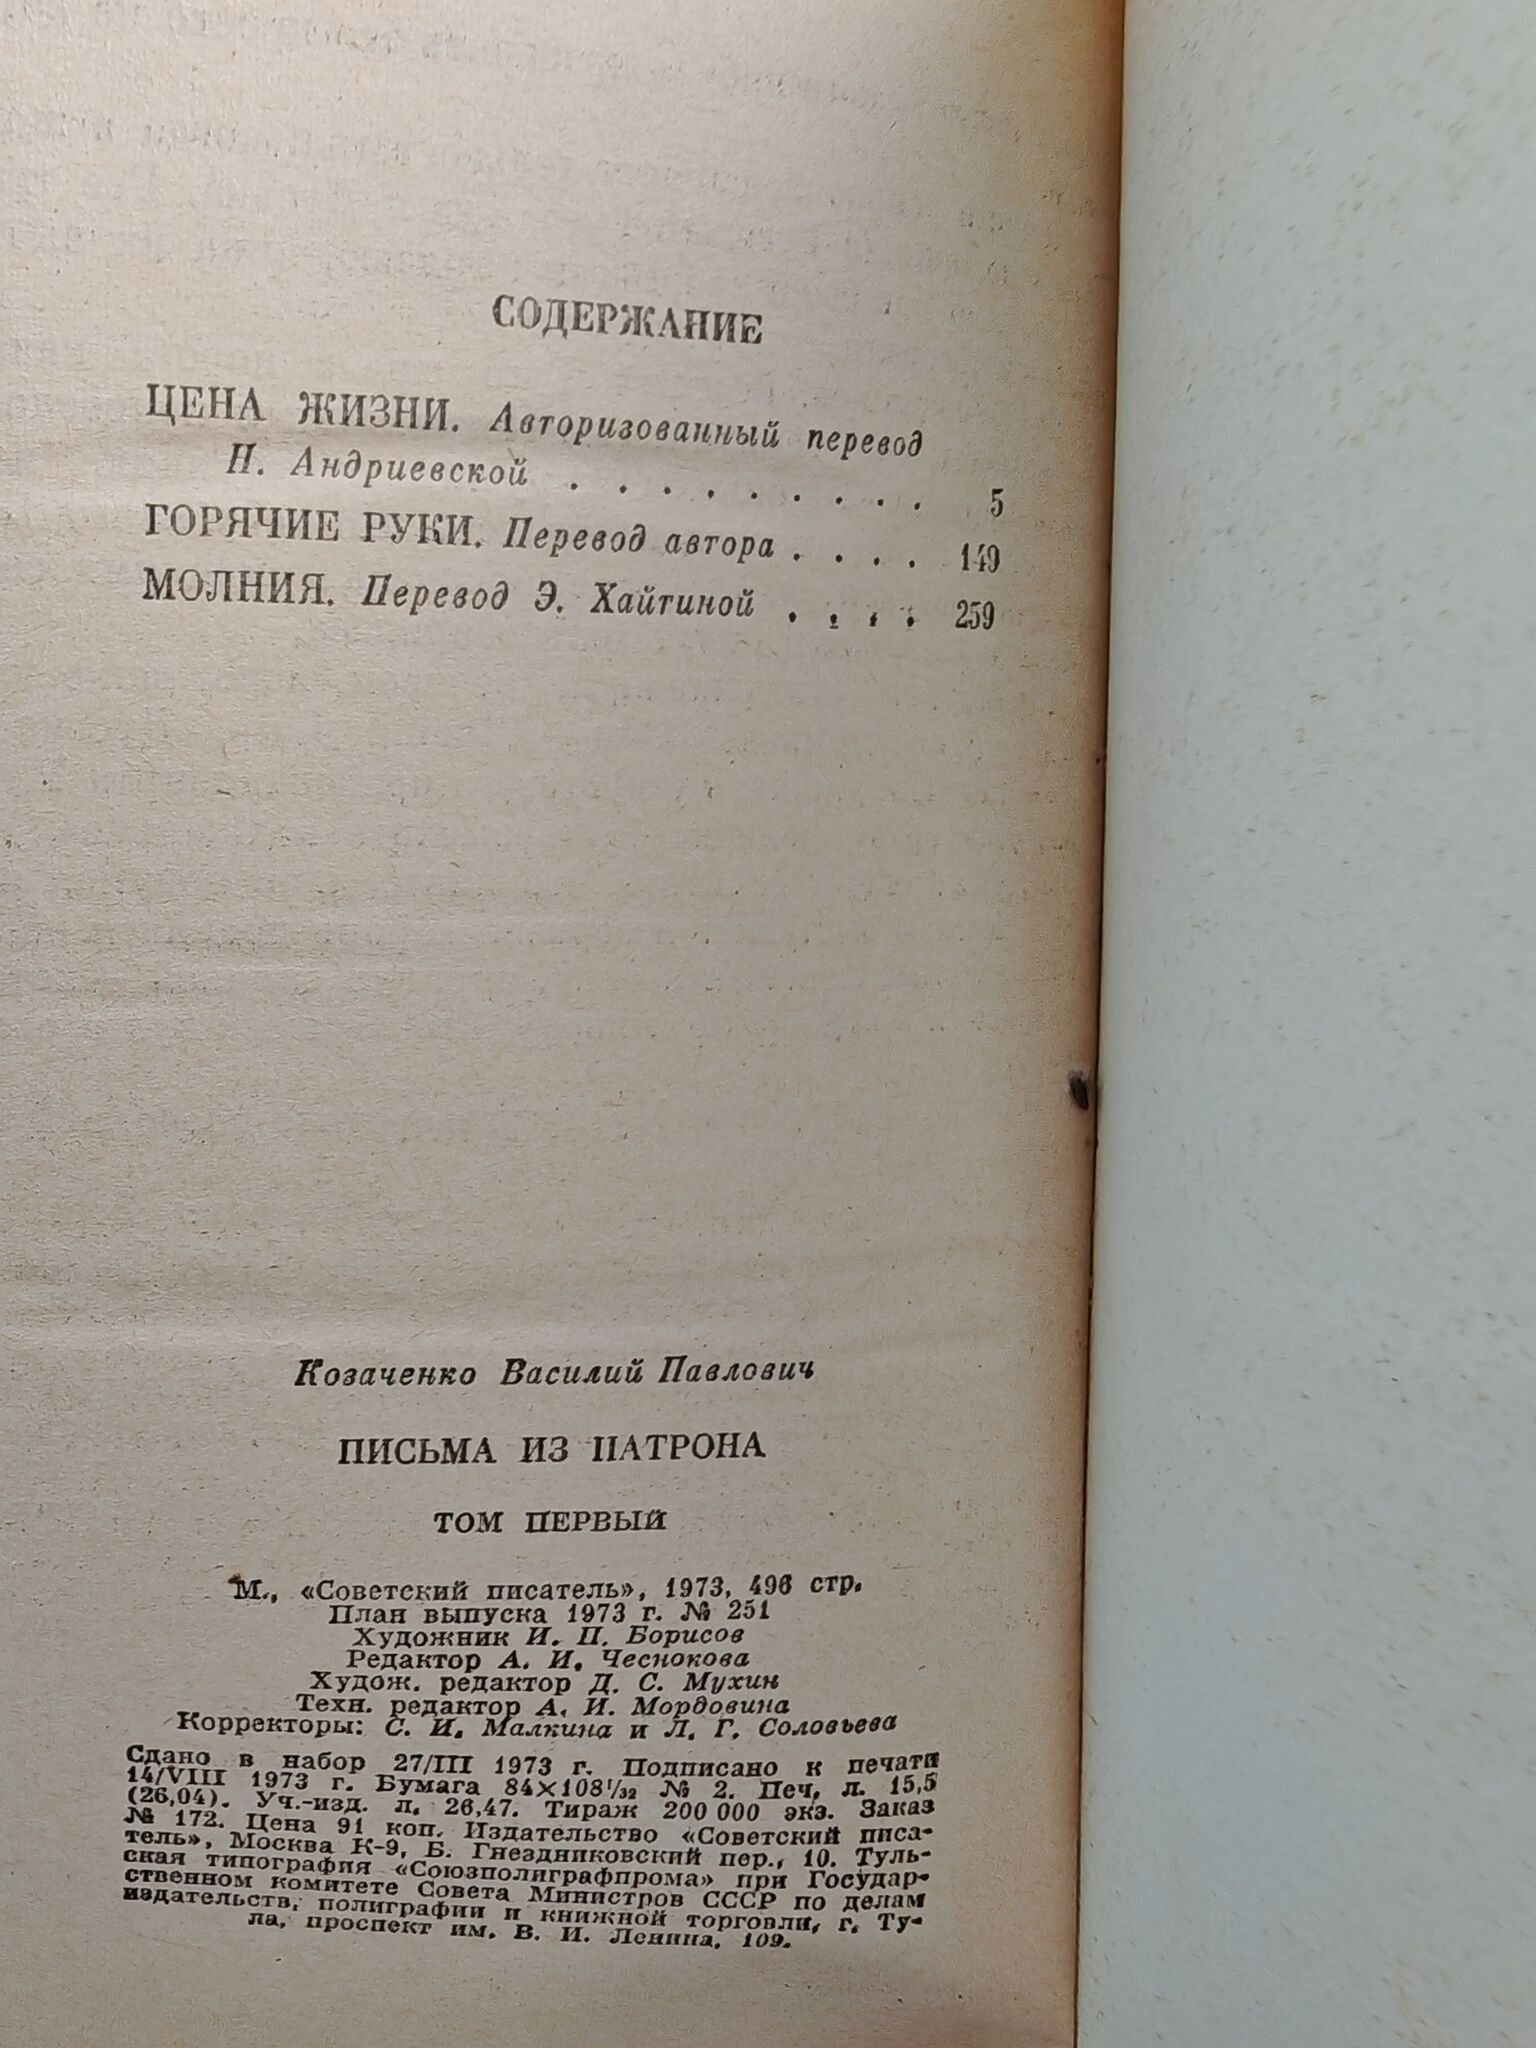 СОДЕРЖАНИЕ
ЦЕНА ЖИЗНИ. Авторизованный перевод
Н. Андриевской . . . . . . . . . 5
ГОРЯЧИЕ РУКИ. Перевод автора . . . . 149
МОЛНИЯ. Перевод Э. Хайтиной . . . . 259
Козаченко Василий Павлович
ПИСЬМА ИЗ ПАТРОНА
ТОМ ПЕРВЫЙ
М., «Советский писатель», 1973, 496 стр.
План выпуска 1973 г. № 251
Художник И. П. Борисов
Редактор А. И. Чеснокова
Худож. редактор Д. С. Мухин
Техн. редактор А. И. Мордовина
Корректоры: С. И. Малкина и Л. Г. Соловьева
Сдано в набор 27/III 1973 г. Подписано к печати
14/VIII 1973 г. Бумага 84×108¹/₃₂ № 2. Печ. л. 15,5
(26,04). Уч.-изд. л. 26,47. Тираж 200 000 экз. Заказ
№ 172. Цена 91 коп. Издательство «Советский писа-
тель», Москва К-9, Б. Гнездниковский пер., 10. Туль-
ская типография «Союзполиграфпрома» при Государ-
ственном комитете Совета Министров СССР по делам
издательств, полиграфии и книжной торговли, г. Ту-
ла, проспект им. В. И. Ленина, 109.